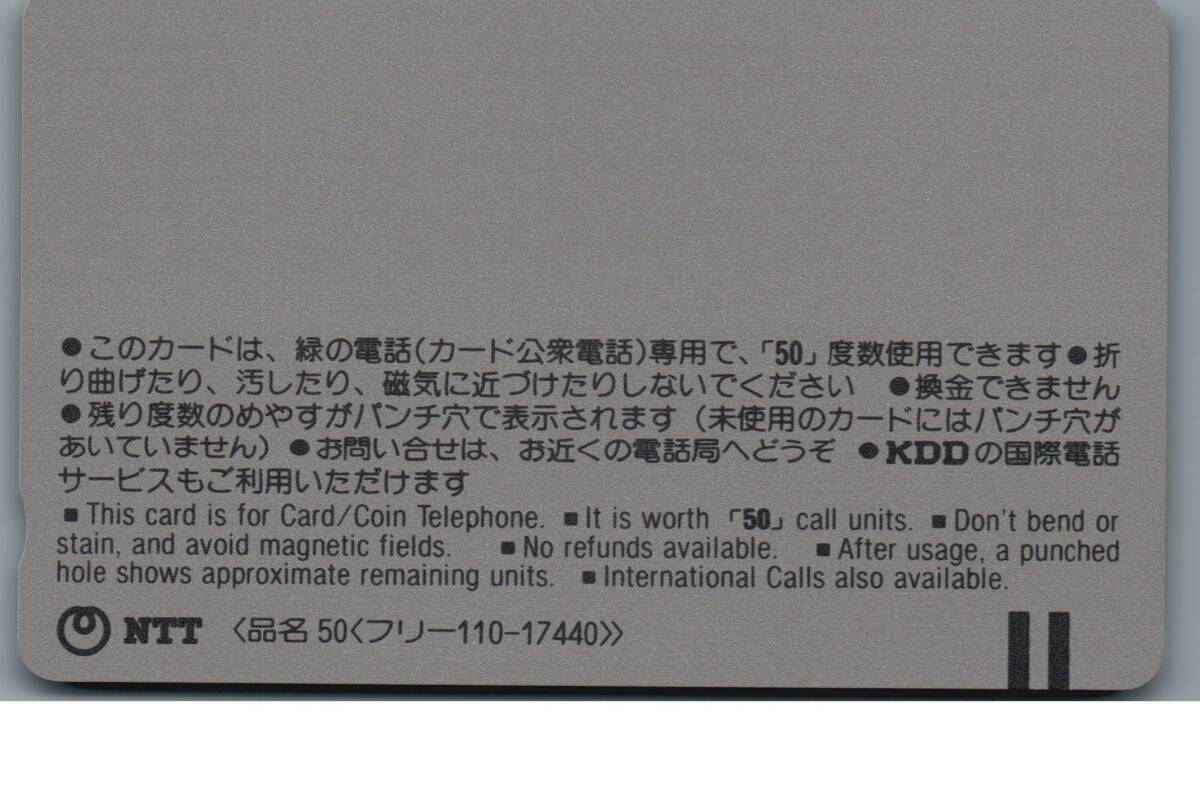 ●このカードは、緑の電話(カード公衆電話)専用で、「50」度数使用できます●折
り曲げたり、汚したり、磁気に近づけたりしないでください ●換金できません
●残り度数のめやすがパンチ穴で表示されます(未使用のカードにはパンチ穴が
あいていません)●お問い合せは、お近くの電話局へどうぞ ●KDDの国際電話
サービスもご利用いただけます
■This card is for Card/Coin Telephone. ■It is worth「50」call units. ■Don't bend or
stain, and avoid magnetic fields. ■No refunds available. ■After usage, a punched
hole shows approximate remaining units. ■International Calls also available.
NTT 〈品名 50〈フリー110-17440〉〉